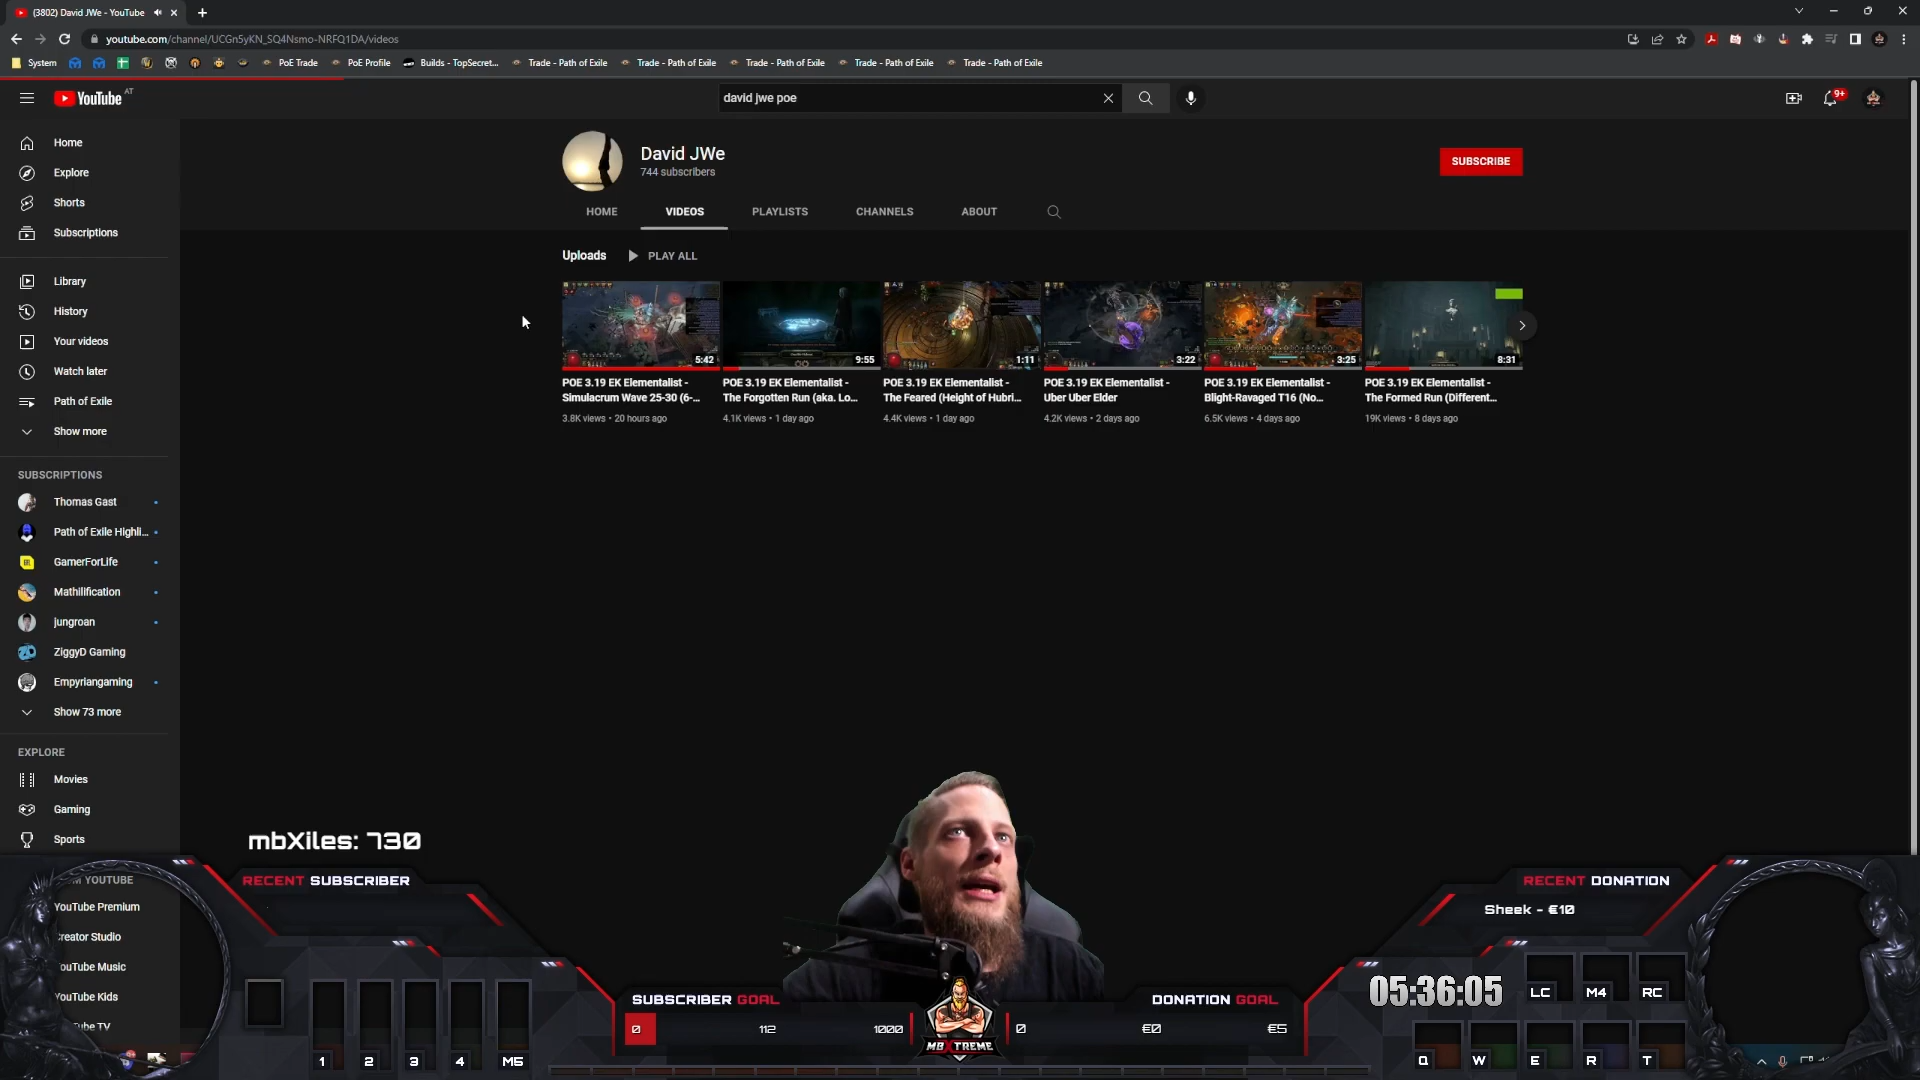 (3802) David JWe - YouTube
youtube.com/channel/UCGn5yKN_SQ4Nsmo-NRFQ1DA/videos
System
PoE Trade
PoE Profile
Builds - TopSecret...
Trade - Path of Exile
Trade - Path of Exile
Trade - Path of Exile
Trade - Path of Exile
Trade - Path of Exile
YouTube AT
david jwe poe
9+
Home
Explore
Shorts
Subscriptions
Library
History
Your videos
Watch later
Path of Exile
Show more
SUBSCRIPTIONS
Thomas Gast
Path of Exile Highli...
GamerForLife
Mathilification
jungroan
ZiggyD Gaming
Empyriangaming
Show 73 more
EXPLORE
Movies
Gaming
Sports
YOUTUBE
YouTube Premium
Creator Studio
YouTube Music
YouTube Kids
David JWe
744 subscribers
SUBSCRIBE
HOME
VIDEOS
PLAYLISTS
CHANNELS
ABOUT
Uploads
PLAY ALL
5:42
9:55
1:11
3:22
3:25
8:31
POE 3.19 EK Elementalist -
Simulacrum Wave 25-30 (6-...
3.8K views • 20 hours ago
POE 3.19 EK Elementalist -
The Forgotten Run (aka. Lo...
4.1K views • 1 day ago
POE 3.19 EK Elementalist -
The Feared (Height of Hubri...
4.4K views • 1 day ago
POE 3.19 EK Elementalist -
Uber Uber Elder
4.2K views • 2 days ago
POE 3.19 EK Elementalist -
Blight-Ravaged T16 (No...
6.5K views • 4 days ago
POE 3.19 EK Elementalist -
The Formed Run (Different...
19K views • 8 days ago
mbXiles: 730
RECENT SUBSCRIBER
RECENT DONATION
Sheek - €10
SUBSCRIBER GOAL
0 112 1000
MBXTREME
DONATION GOAL
0 €0 €5
05:36:05
LC M4 RC
1 2 3 4 M5
Q W E R T